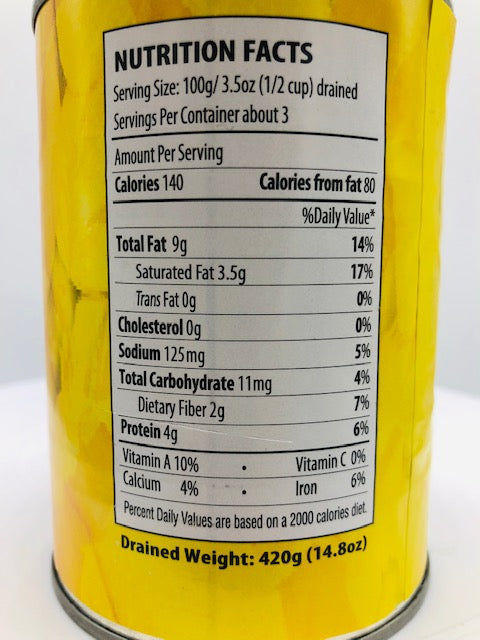 NUTRITION FACTS
Serving Size: 100g/ 3.5oz (1/2 cup) drained
Servings Per Container about 3
Amount Per Serving
Calories 140 Calories from fat 80
%Daily Value*
Total Fat 9g 14%
Saturated Fat 3.5g 17%
Trans Fat 0g 0%
Cholesterol 0g 0%
Sodium 125mg 5%
Total Carbohydrate 11mg 4%
Dietary Fiber 2g 7%
Protein 4g 6%
Vitamin A 10% • Vitamin C 0%
Calcium 4% • Iron 6%
Percent Daily Values are based on a 2000 calories diet.
Drained Weight: 420g (14.8oz)